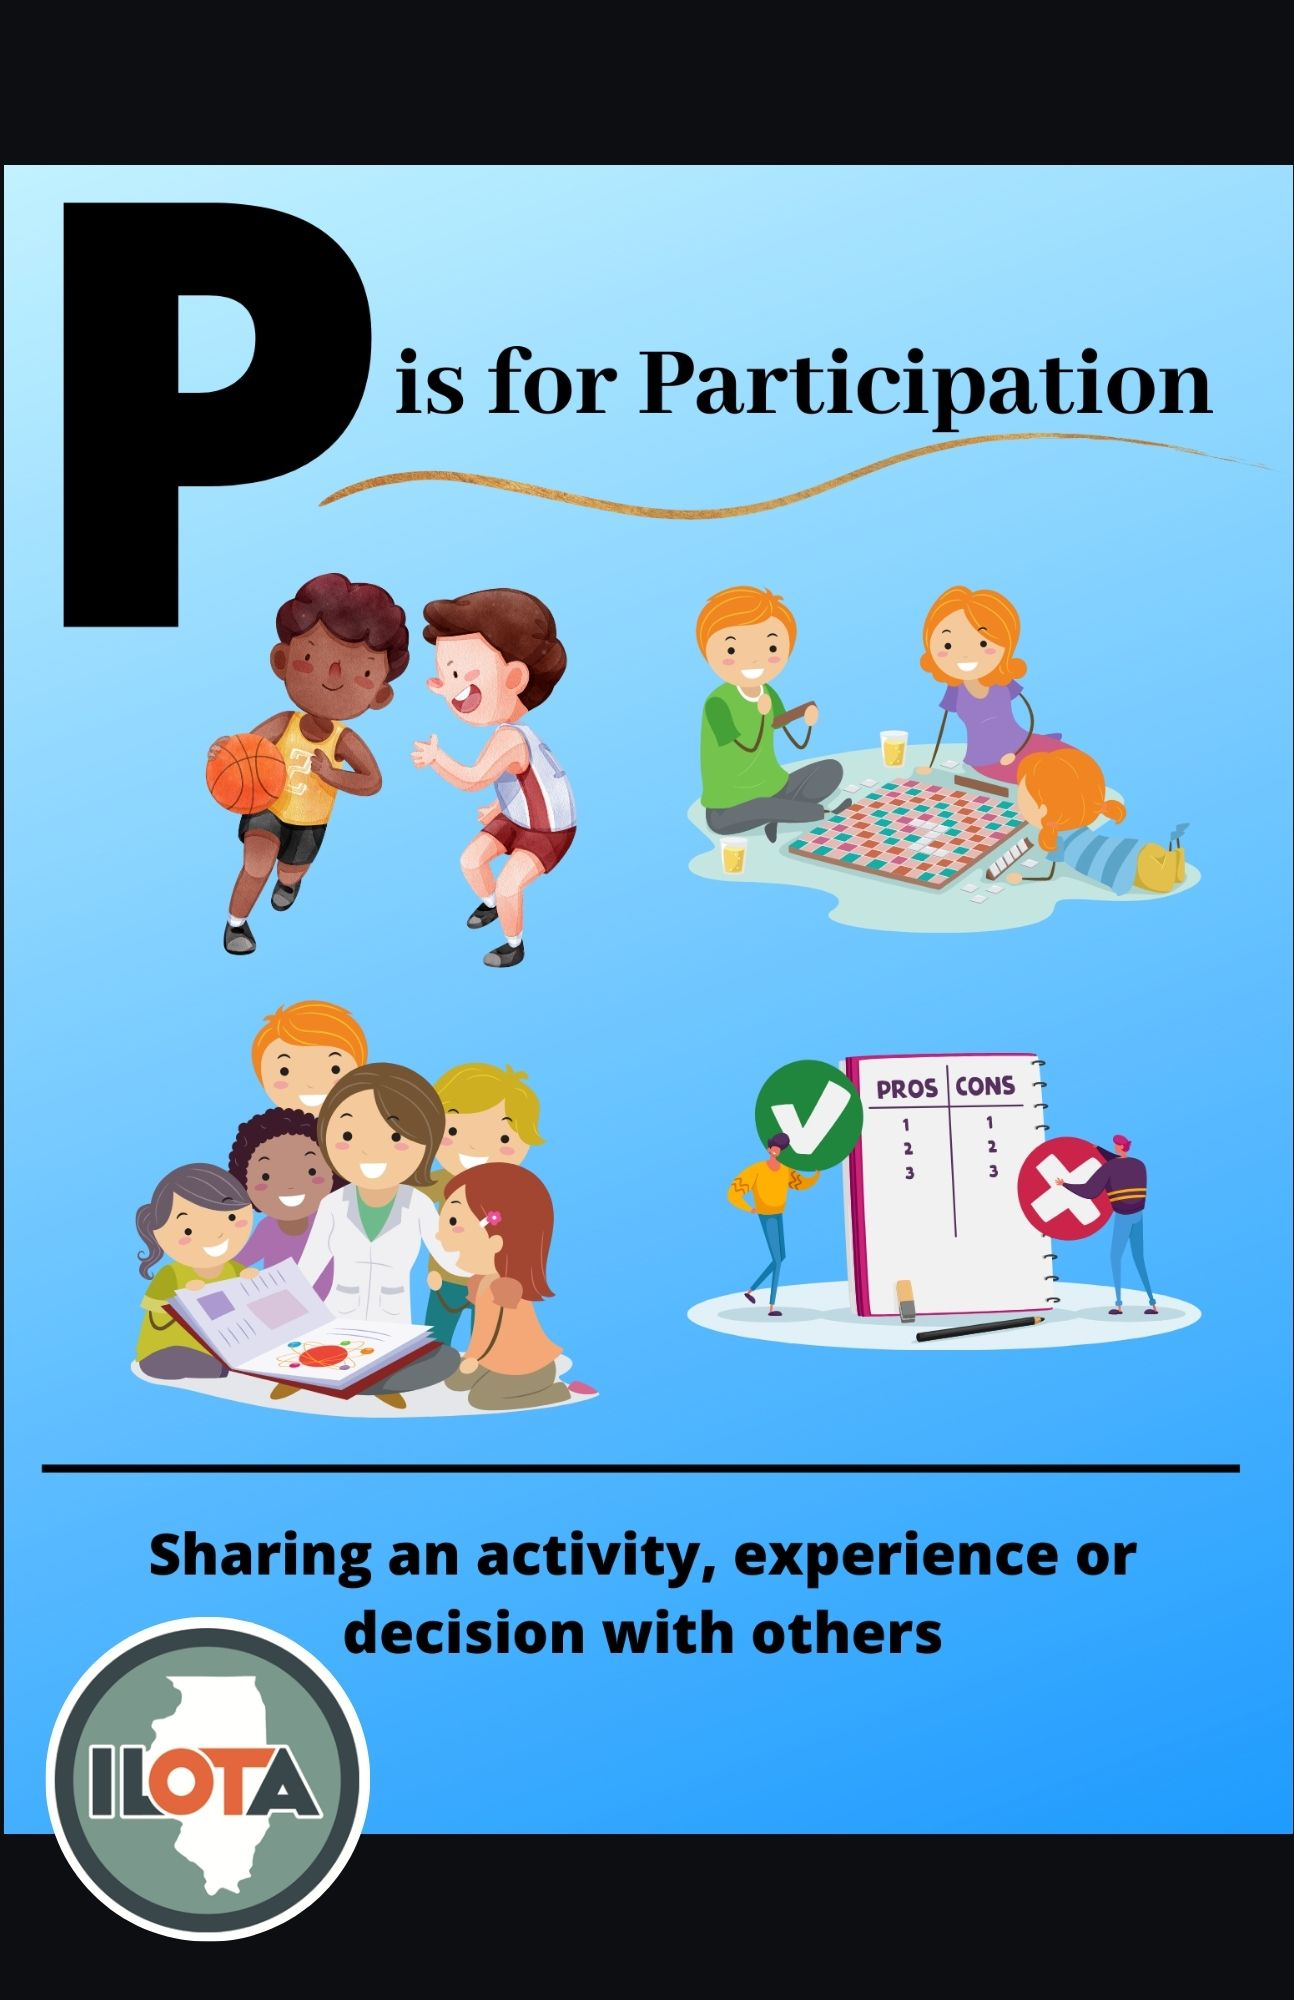 P is for Participation
PROS CONS
1 1
2 2
3 3
Sharing an activity, experience or
decision with others
ILOTA